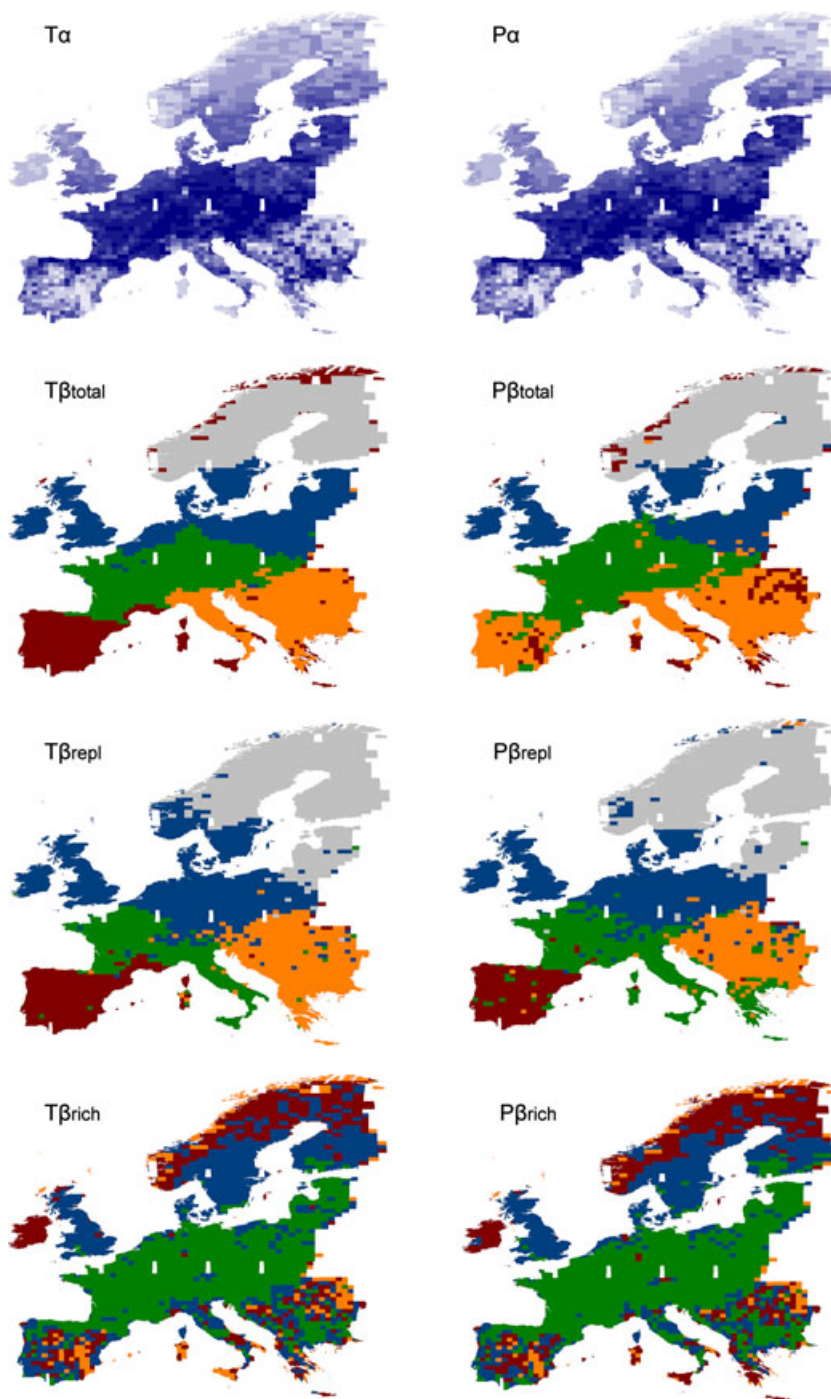 Tα
Pα
Tβtotal
Pβtotal
Tβrepl
Pβrepl
Tβrich
Pβrich